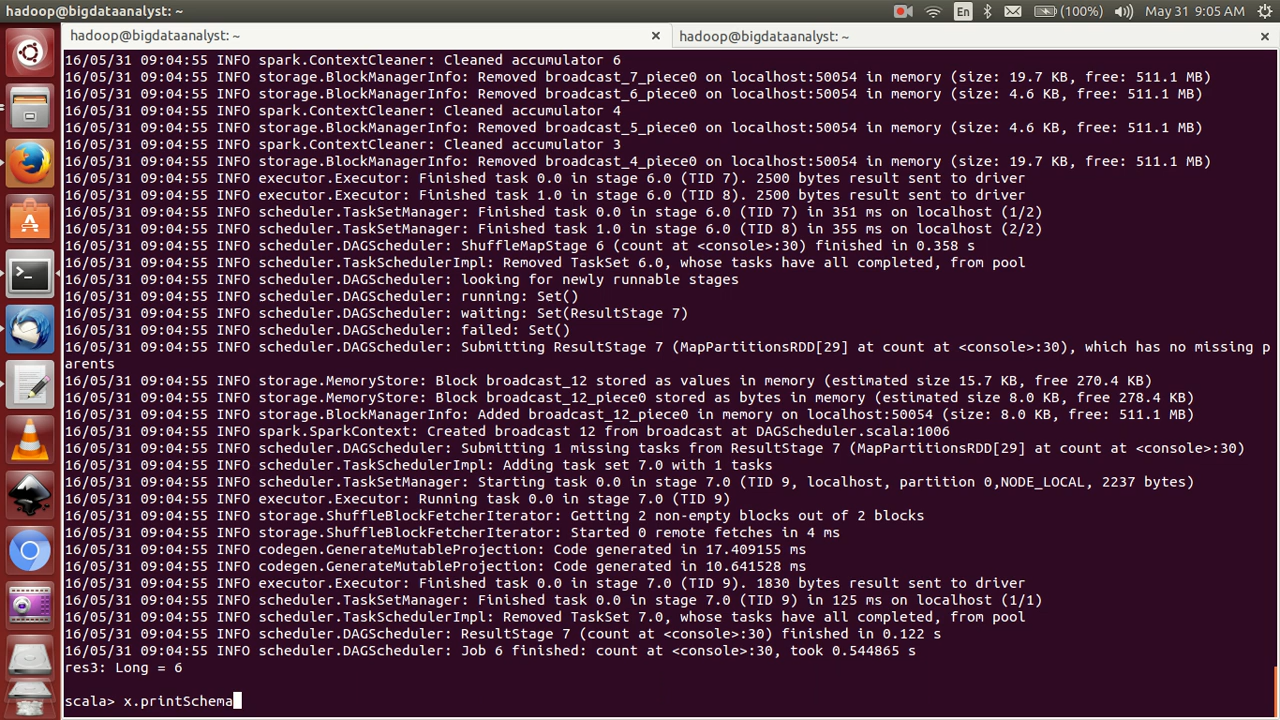 hadoop@bigdataanalyst: ~
En
(100%)
May 31 9:05 AM
hadoop@bigdataanalyst: ~
hadoop@bigdataanalyst: ~
16/05/31 09:04:55 INFO spark.ContextCleaner: Cleaned accumulator 6
16/05/31 09:04:55 INFO storage.BlockManagerInfo: Removed broadcast_7_piece0 on localhost:50054 in memory (size: 19.7 KB, free: 511.1 MB)
16/05/31 09:04:55 INFO storage.BlockManagerInfo: Removed broadcast_6_piece0 on localhost:50054 in memory (size: 4.6 KB, free: 511.1 MB)
16/05/31 09:04:55 INFO spark.ContextCleaner: Cleaned accumulator 4
16/05/31 09:04:55 INFO storage.BlockManagerInfo: Removed broadcast_5_piece0 on localhost:50054 in memory (size: 4.6 KB, free: 511.1 MB)
16/05/31 09:04:55 INFO spark.ContextCleaner: Cleaned accumulator 3
16/05/31 09:04:55 INFO storage.BlockManagerInfo: Removed broadcast_4_piece0 on localhost:50054 in memory (size: 19.7 KB, free: 511.1 MB)
16/05/31 09:04:55 INFO executor.Executor: Finished task 0.0 in stage 6.0 (TID 7). 2500 bytes result sent to driver
16/05/31 09:04:55 INFO executor.Executor: Finished task 1.0 in stage 6.0 (TID 8). 2500 bytes result sent to driver
16/05/31 09:04:55 INFO scheduler.TaskSetManager: Finished task 0.0 in stage 6.0 (TID 7) in 351 ms on localhost (1/2)
16/05/31 09:04:55 INFO scheduler.TaskSetManager: Finished task 1.0 in stage 6.0 (TID 8) in 355 ms on localhost (2/2)
16/05/31 09:04:55 INFO scheduler.DAGScheduler: ShuffleMapStage 6 (count at <console>:30) finished in 0.358 s
16/05/31 09:04:55 INFO scheduler.TaskSchedulerImpl: Removed TaskSet 6.0, whose tasks have all completed, from pool
16/05/31 09:04:55 INFO scheduler.DAGScheduler: looking for newly runnable stages
16/05/31 09:04:55 INFO scheduler.DAGScheduler: running: Set()
16/05/31 09:04:55 INFO scheduler.DAGScheduler: waiting: Set(ResultStage 7)
16/05/31 09:04:55 INFO scheduler.DAGScheduler: failed: Set()
16/05/31 09:04:55 INFO scheduler.DAGScheduler: Submitting ResultStage 7 (MapPartitionsRDD[29] at count at <console>:30), which has no missing p
arents
16/05/31 09:04:55 INFO storage.MemoryStore: Block broadcast_12 stored as values in memory (estimated size 15.7 KB, free 270.4 KB)
16/05/31 09:04:55 INFO storage.MemoryStore: Block broadcast_12_piece0 stored as bytes in memory (estimated size 8.0 KB, free 278.4 KB)
16/05/31 09:04:55 INFO storage.BlockManagerInfo: Added broadcast_12_piece0 in memory on localhost:50054 (size: 8.0 KB, free: 511.1 MB)
16/05/31 09:04:55 INFO spark.SparkContext: Created broadcast 12 from broadcast at DAGScheduler.scala:1006
16/05/31 09:04:55 INFO scheduler.DAGScheduler: Submitting 1 missing tasks from ResultStage 7 (MapPartitionsRDD[29] at count at <console>:30)
16/05/31 09:04:55 INFO scheduler.TaskSchedulerImpl: Adding task set 7.0 with 1 tasks
16/05/31 09:04:55 INFO scheduler.TaskSetManager: Starting task 0.0 in stage 7.0 (TID 9, localhost, partition 0,NODE_LOCAL, 2237 bytes)
16/05/31 09:04:55 INFO executor.Executor: Running task 0.0 in stage 7.0 (TID 9)
16/05/31 09:04:55 INFO storage.ShuffleBlockFetcherIterator: Getting 2 non-empty blocks out of 2 blocks
16/05/31 09:04:55 INFO storage.ShuffleBlockFetcherIterator: Started 0 remote fetches in 4 ms
16/05/31 09:04:55 INFO codegen.GenerateMutableProjection: Code generated in 17.409155 ms
16/05/31 09:04:55 INFO codegen.GenerateMutableProjection: Code generated in 10.641528 ms
16/05/31 09:04:55 INFO executor.Executor: Finished task 0.0 in stage 7.0 (TID 9). 1830 bytes result sent to driver
16/05/31 09:04:55 INFO scheduler.TaskSetManager: Finished task 0.0 in stage 7.0 (TID 9) in 125 ms on localhost (1/1)
16/05/31 09:04:55 INFO scheduler.TaskSchedulerImpl: Removed TaskSet 7.0, whose tasks have all completed, from pool
16/05/31 09:04:55 INFO scheduler.DAGScheduler: ResultStage 7 (count at <console>:30) finished in 0.122 s
16/05/31 09:04:55 INFO scheduler.DAGScheduler: Job 6 finished: count at <console>:30, took 0.544865 s
res3: Long = 6
scala> x.printSchema